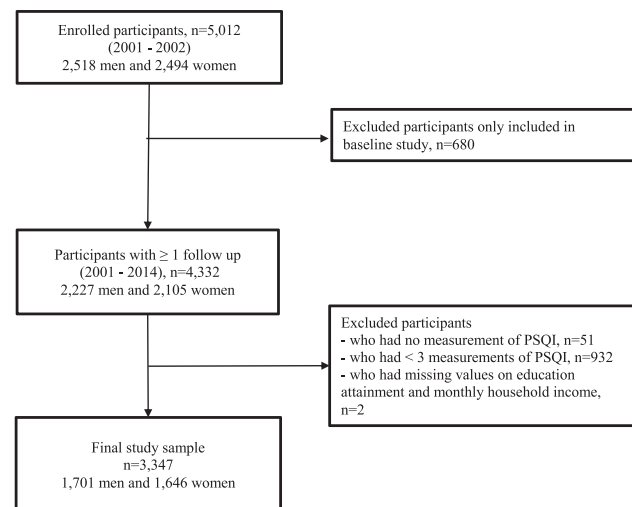 Enrolled participants, n=5,012
(2001 - 2002)
2,518 men and 2,494 women
Excluded participants only included in
baseline study, n=680
Participants with ≥ 1 follow up
(2001 - 2014), n=4,332
2,227 men and 2,105 women
Excluded participants
- who had no measurement of PSQI, n=51
- who had < 3 measurements of PSQI, n=932
- who had missing values on education
attainment and monthly household income,
n=2
Final study sample
n=3,347
1,701 men and 1,646 women